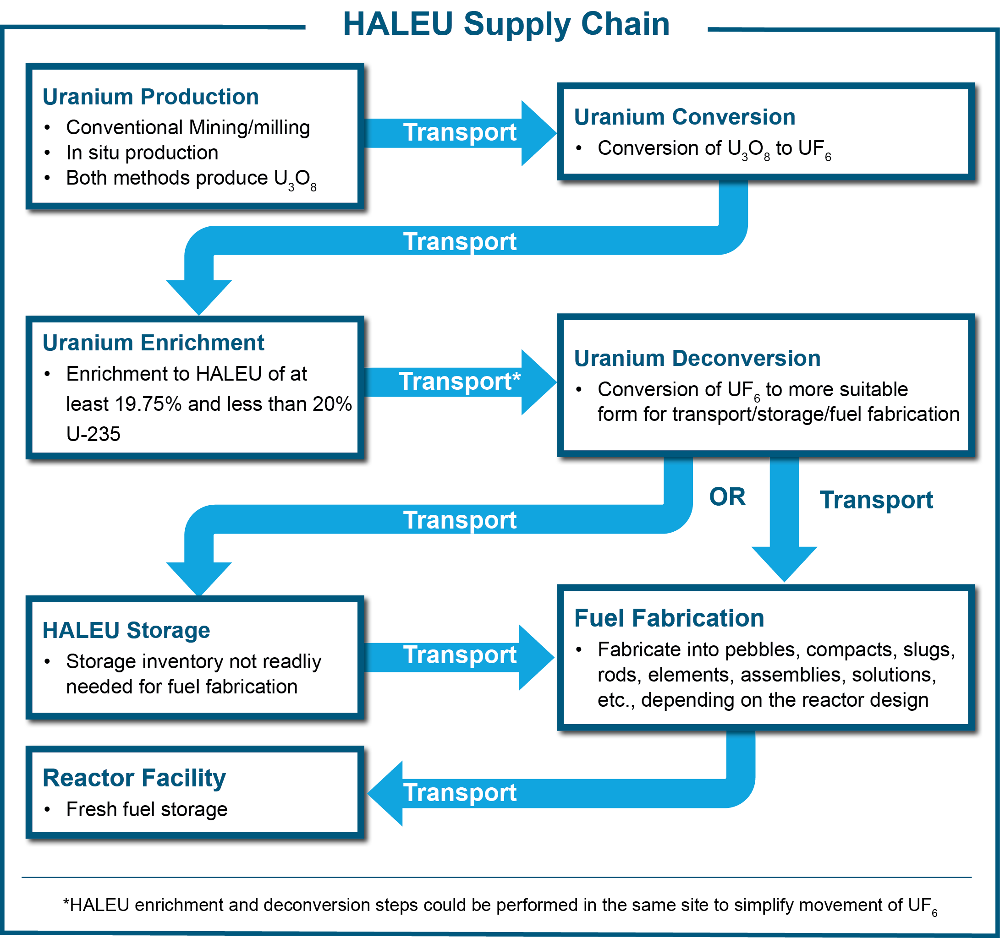 HALEU Supply Chain
Uranium Production
• Conventional Mining/milling
• In situ production
• Both methods produce U₃O₈
Transport
Uranium Conversion
• Conversion of U₃O₈ to UF₆
Transport
Uranium Enrichment
• Enrichment to HALEU of at
least 19.75% and less than 20%
U-235
Transport*
Uranium Deconversion
• Conversion of UF₆ to more suitable
form for transport/storage/fuel fabrication
OR
Transport
Transport
HALEU Storage
• Storage inventory not readliy
needed for fuel fabrication
Transport
Fuel Fabrication
• Fabricate into pebbles, compacts, slugs,
rods, elements, assemblies, solutions,
etc., depending on the reactor design
Reactor Facility
• Fresh fuel storage
Transport
*HALEU enrichment and deconversion steps could be performed in the same site to simplify movement of UF₆